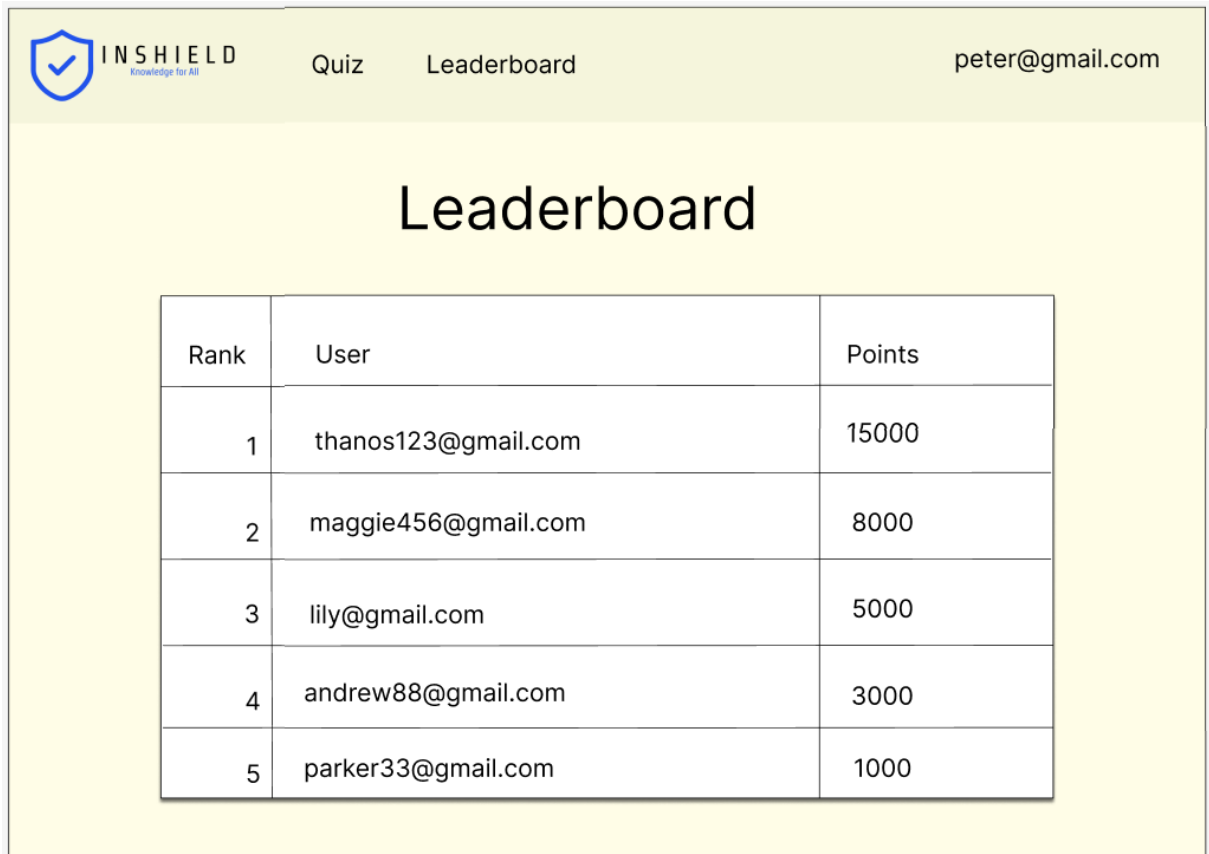 INSHIELD
Knowledge for All
Quiz Leaderboard peter@gmail.com
Leaderboard
Rank User Points
1 thanos123@gmail.com 15000
2 maggie456@gmail.com 8000
3 lily@gmail.com 5000
4 andrew88@gmail.com 3000
5 parker33@gmail.com 1000